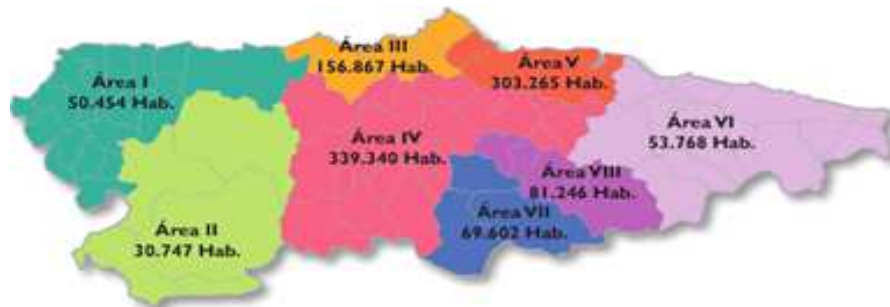 Área III
156.867 Hab.
Área I
50.454 Hab.
Área V
303.265 Hab.
Área IV
339.340 Hab.
Área VI
53.768 Hab.
Área VIII
81.246 Hab.
Área VII
69.602 Hab.
Área II
30.747 Hab.